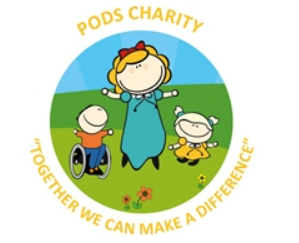 PODS CHARITY
"TOGETHER WE CAN MAKE A DIFFERENCE"